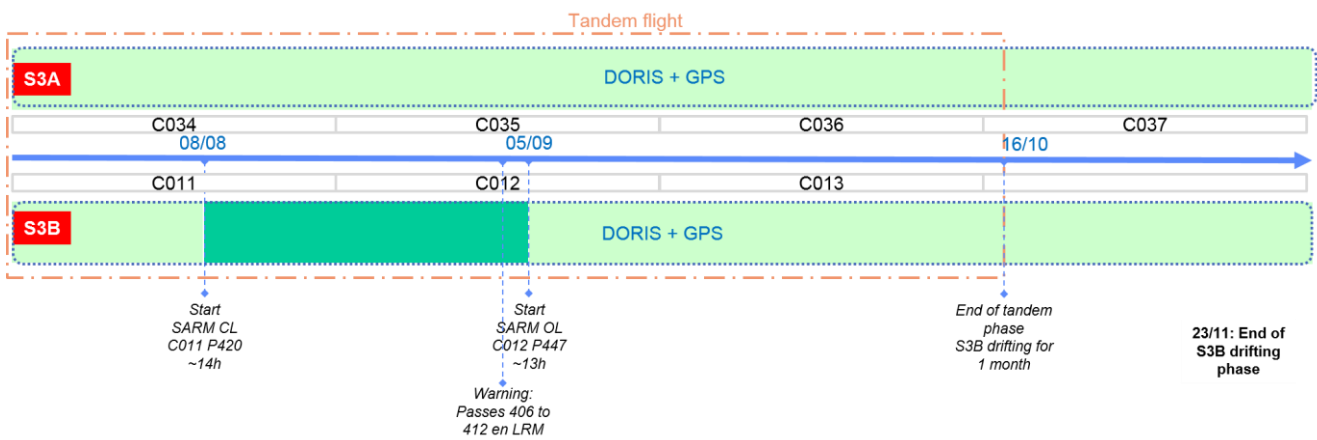 Tandem flight
S3A
DORIS + GPS
C034
C035
C036
C037
08/08
05/09
16/10
C011
C012
C013
S3B
DORIS + GPS
Start
SARM CL
C011 P420
~14h
Start
SARM OL
C012 P447
~13h
Warning:
Passes 406 to
412 en LRM
End of tandem
phase
S3B drifting for
1 month
23/11: End of
S3B drifting
phase